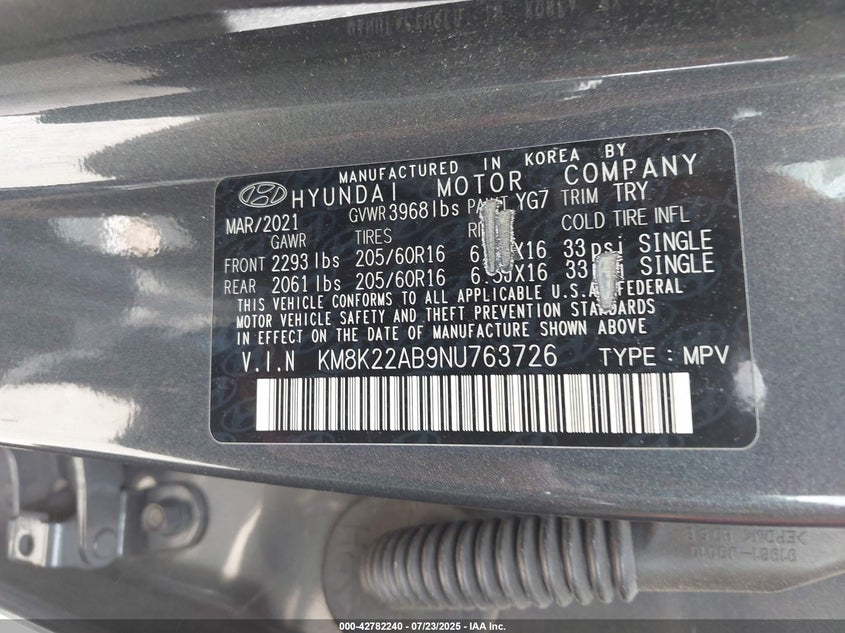 MANUFACTURED IN KOREA BY
HYUNDAI MOTOR COMPANY
MAR/2021 GVWR 3968 lbs PAINT YG7 TRIM TRY
GAWR TIRES COLD TIRE INFL
FRONT 2293 lbs 205/60R16 33 psi SINGLE
REAR 2061 lbs 205/60R16 33 SINGLE
THIS VEHICLE CONFORMS TO ALL APPLICABLE U.S.A. FEDERAL
MOTOR VEHICLE SAFETY AND THEFT PREVENTION STANDARDS
IN EFFECT ON THE DATE OF MANUFACTURE SHOWN ABOVE
V.I.N KM8K22AB9NU763726 TYPE : MPV
000-42782240 - 07/23/2025 - IAA Inc.